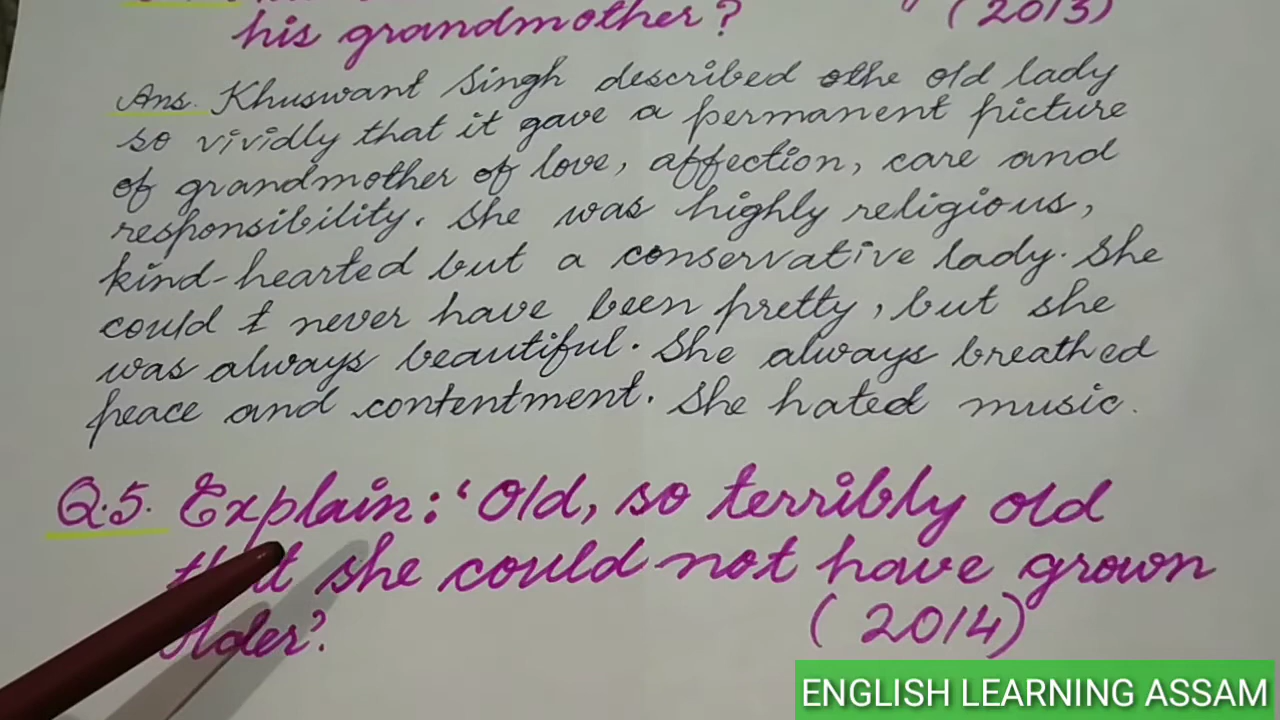 his grandmother? (2013)
Ans. Khuswant Singh described the old lady
so vividly that it gave a permanent picture
of grandmother of love, affection, care and
responsibility. She was highly religious,
kind-hearted but a conservative lady. She
could never have been pretty, but she
was always beautiful. She always breathed
peace and contentment. She hated music.
Q.5. Explain: 'Old, so terribly old
that she could not have grown
older'.
(2014)
ENGLISH LEARNING ASSAM